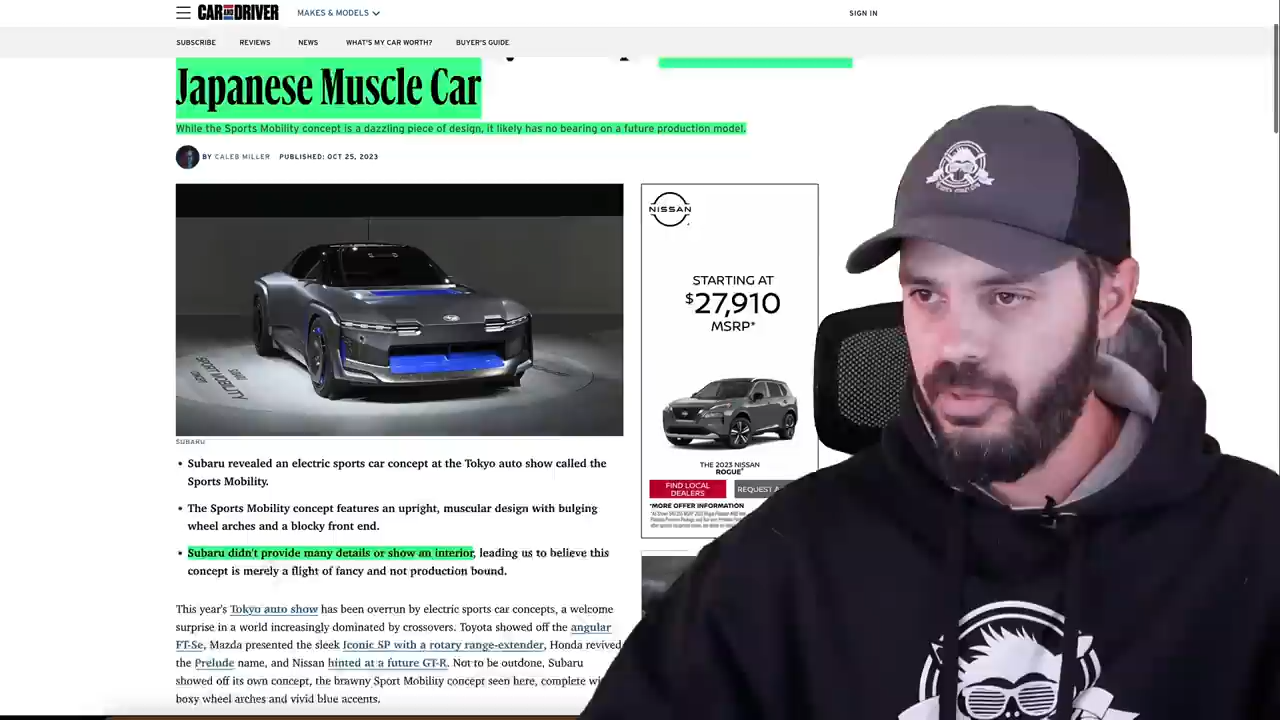 CAR AND DRIVER
MAKES & MODELS
SIGN IN
SUBSCRIBE
REVIEWS
NEWS
WHAT'S MY CAR WORTH?
BUYER'S GUIDE
Japanese Muscle Car
While the Sports Mobility concept is a dazzling piece of design, it likely has no bearing on a future production model.
BY CALEB MILLER PUBLISHED: OCT 25, 2023
SUBARU
SPORT MOBILITY
CONCEPT
SUBARU
• Subaru revealed an electric sports car concept at the Tokyo auto show called the
Sports Mobility.
• The Sports Mobility concept features an upright, muscular design with bulging
wheel arches and a blocky front end.
• Subaru didn't provide many details or show an interior, leading us to believe this
concept is merely a flight of fancy and not production bound.
This year's Tokyo auto show has been overrun by electric sports car concepts, a welcome
surprise in a world increasingly dominated by crossovers. Toyota showed off the angular
FT-Se, Mazda presented the sleek Iconic SP with a rotary range-extender, Honda revived
the Prelude name, and Nissan hinted at a future GT-R. Not to be outdone, Subaru
showed off its own concept, the brawny Sport Mobility concept seen here, complete wi
boxy wheel arches and vivid blue accents.
NISSAN
STARTING AT
$27,910
MSRP*
THE 2023 NISSAN
ROGUE
FIND LOCAL
DEALERS
REQUEST A
*MORE OFFER INFORMATION